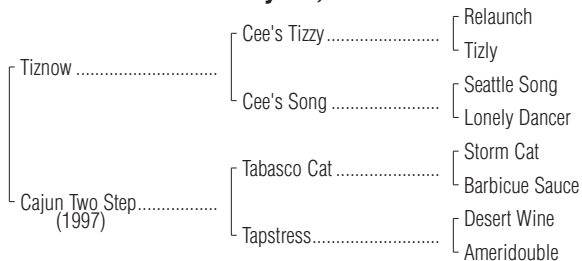 Relaunch
Cee's Tizzy
Tizly
Tiznow
Seattle Song
Cee's Song
Lonely Dancer
Storm Cat
Tabasco Cat
Barbicue Sauce
Cajun Two Step
(1997)
Desert Wine
Tapstress
Ameridouble